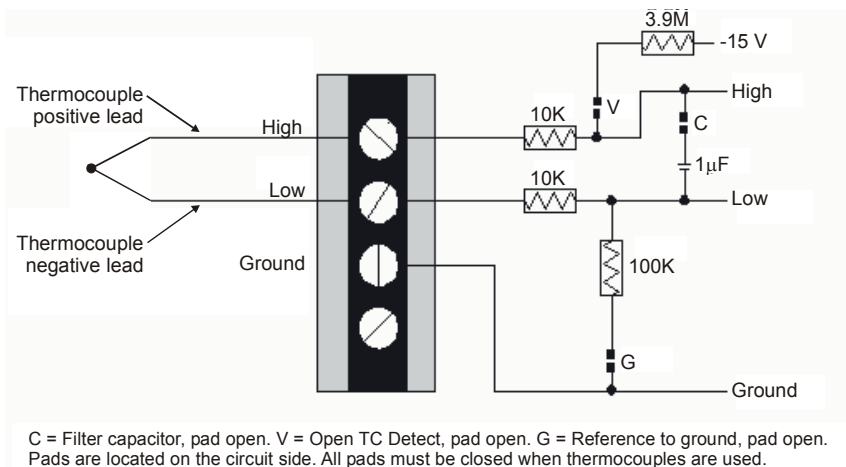 3.9M
-15 V
Thermocouple
positive lead
High
10K
V
High
C
1μF
Low
10K
Low
Thermocouple
negative lead
Ground
100K
G
Ground
C = Filter capacitor, pad open. V = Open TC Detect, pad open. G = Reference to ground, pad open.
Pads are located on the circuit side. All pads must be closed when thermocouples are used.